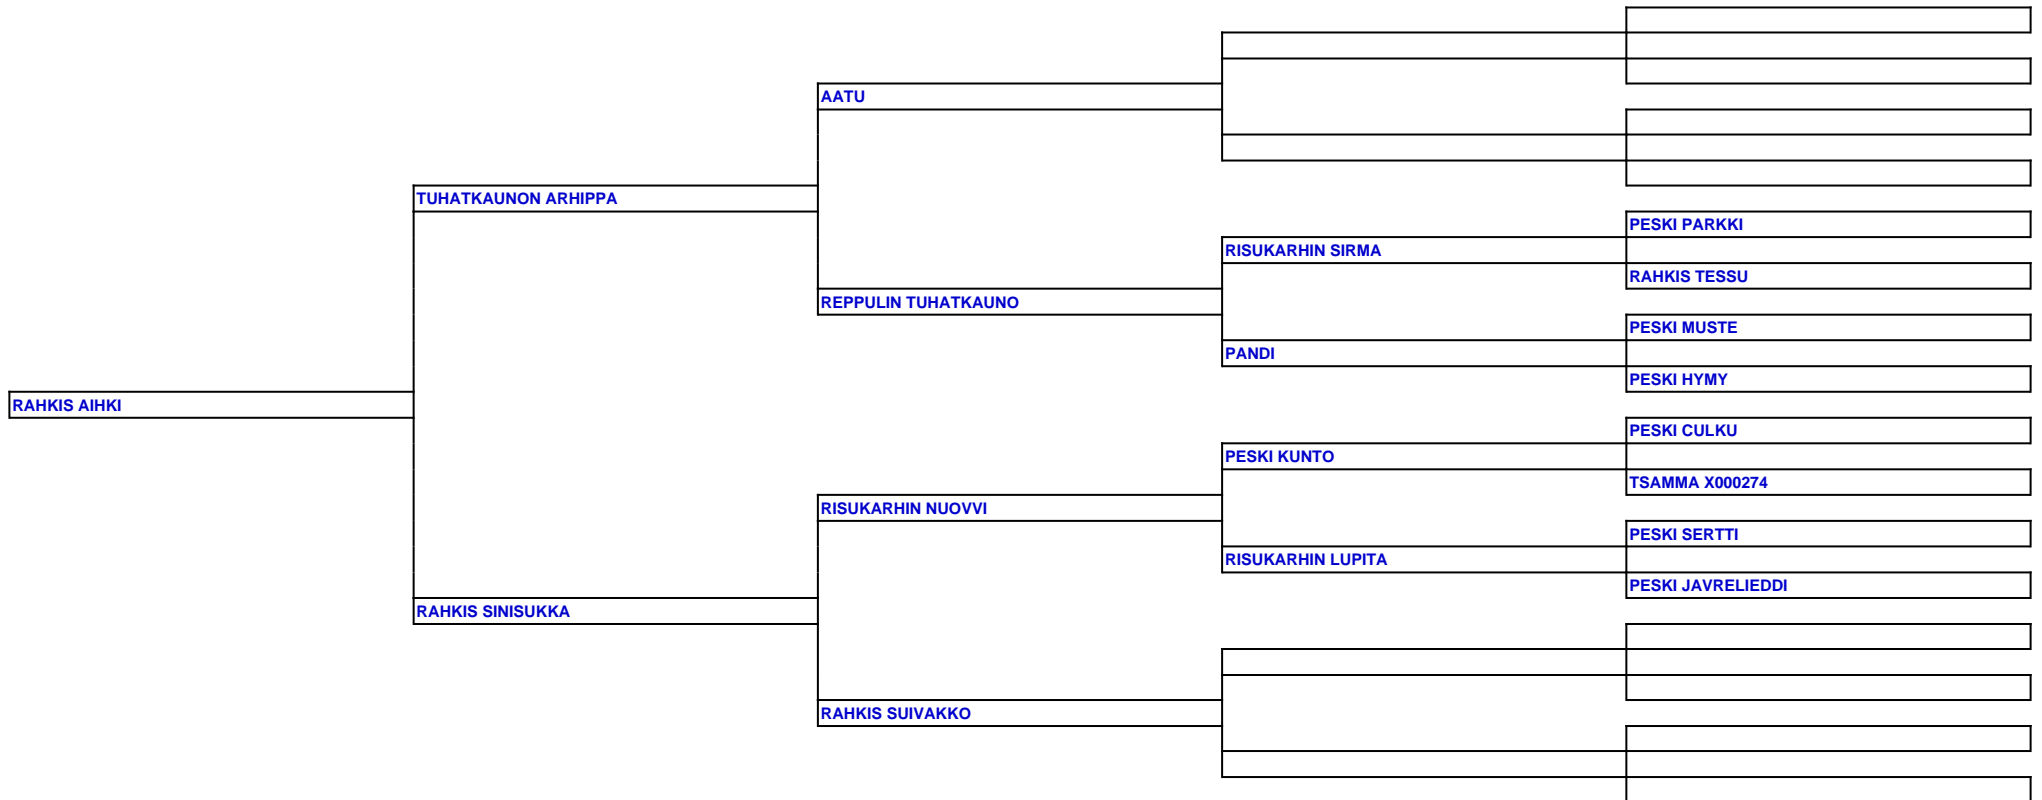 AATU
TUHATKAUNON ARHIPPA
PESKI PARKKI
RISUKARHIN SIRMA
RAHKIS TESSU
REPPULIN TUHATKAUNO
PESKI MUSTE
PANDI
PESKI HYMY
RAHKIS AIHKI
PESKI CULKU
PESKI KUNTO
TSAMMA X000274
RISUKARHIN NUOVVI
PESKI SERTTI
RISUKARHIN LUPITA
PESKI JAVRELIEDDI
RAHKIS SINISUKKA
RAHKIS SUIVAKKO